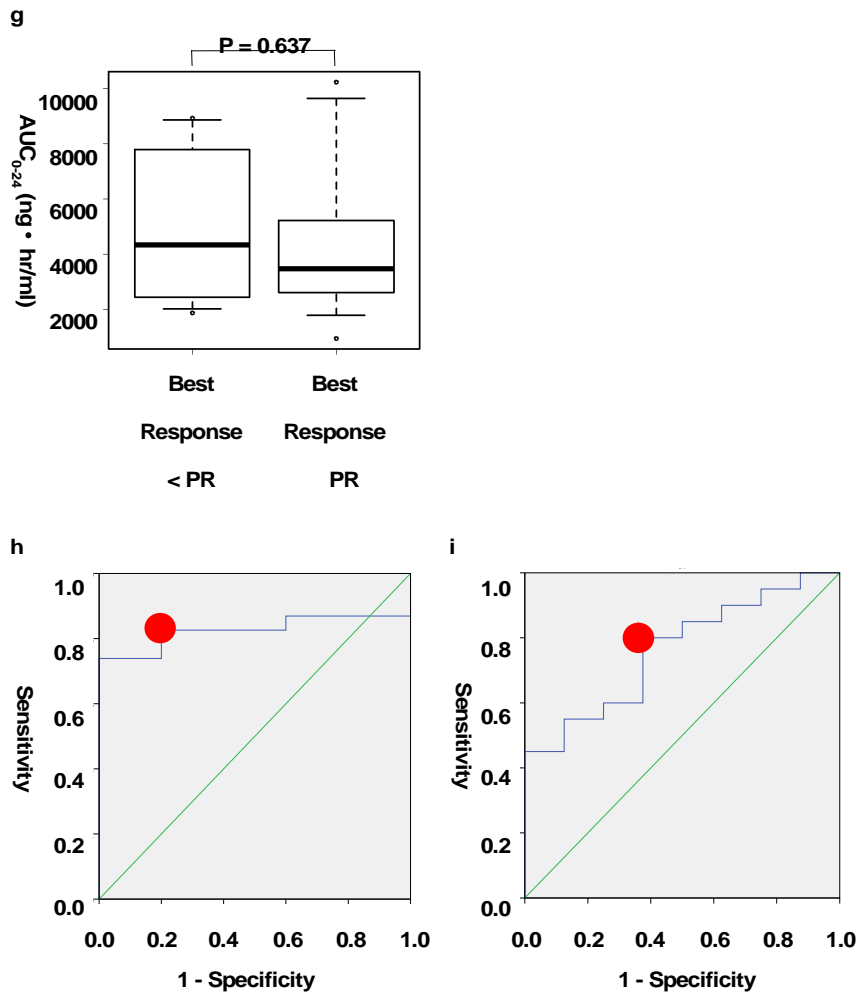 g
P = 0.637
AUC0-24 (ng • hr/ml)
10000
8000
6000
4000
2000
Best
Response
< PR
Best
Response
PR
h
Sensitivity
1.0
0.8
0.6
0.4
0.2
0.0
0.0 0.2 0.4 0.6 0.8 1.0
1 - Specificity
i
Sensitivity
1.0
0.8
0.6
0.4
0.2
0.0
0.0 0.2 0.4 0.6 0.8 1.0
1 - Specificity